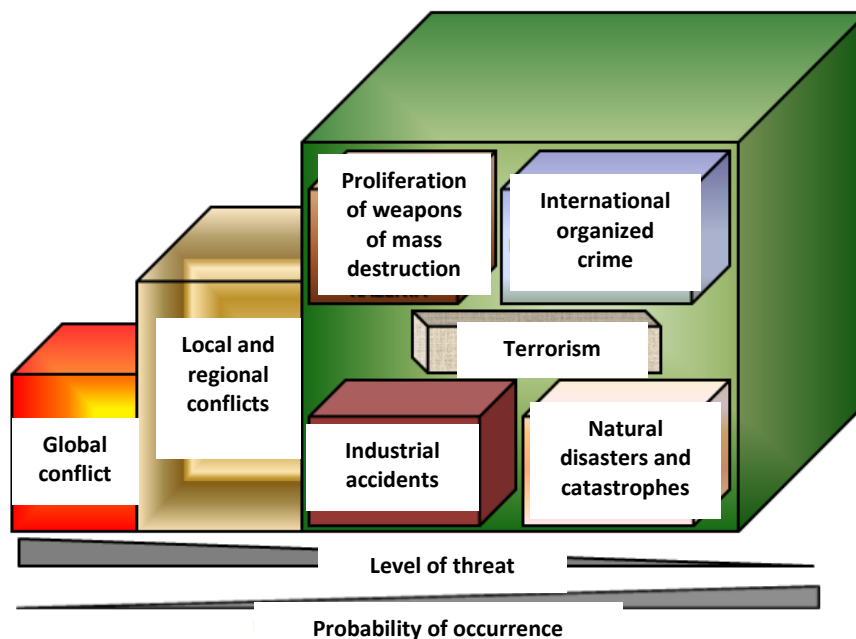 Proliferation
of weapons
of mass
destruction
International
organized
crime
Local and
regional
conflicts
Terrorism
Global
conflict
Industrial
accidents
Natural
disasters and
catastrophes
Level of threat
Probability of occurrence